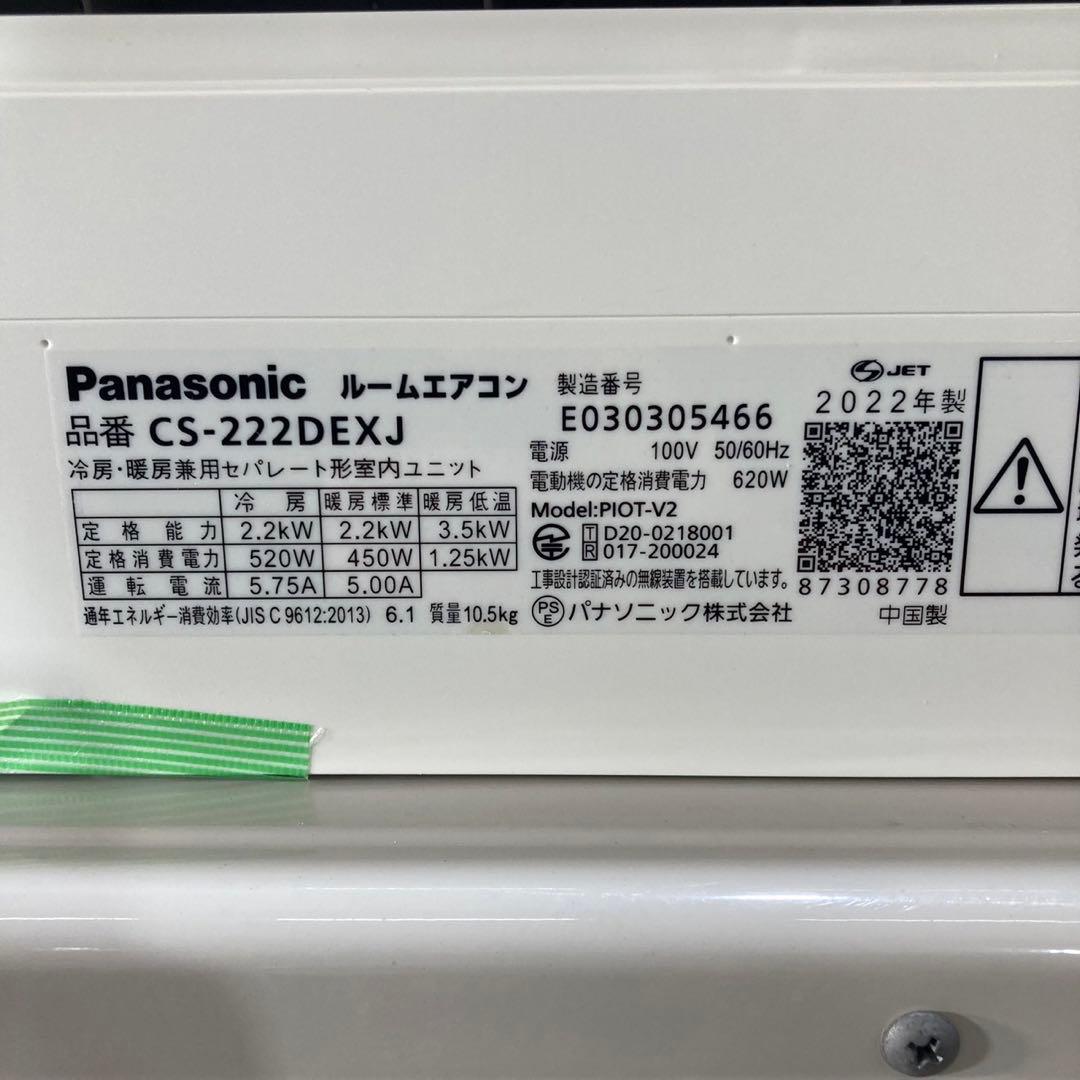 Panasonic ルームエアコン
品番 CS-222DEXJ
冷房・暖房兼用セパレート形室内ユニット
冷房 暖房標準 暖房低温
定格能力 2.2kW 2.2kW 3.5kW
定格消費電力 520W 450W 1.25kW
運転電流 5.75A 5.00A
通年エネルギー消費効率(JIS C 9612:2013) 6.1 質量10.5kg
製造番号
E030305466
電源 100V 50/60Hz
電動機の定格消費電力 620W
Model:PIOT-V2
T D20-0218001
R 017-200024
工事設計認証済みの無線装置を搭載しています。
PS E パナソニック株式会社
JET
2022年製
87308778
中国製